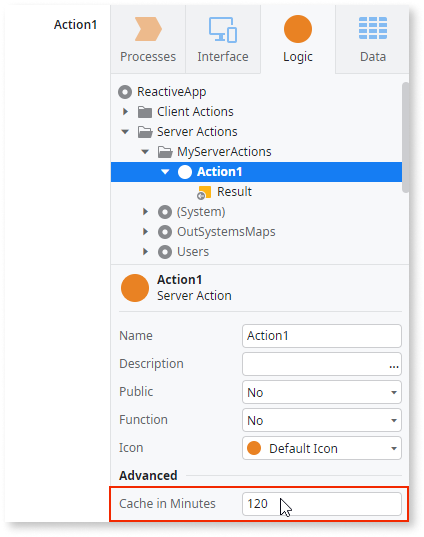 Action1
Processes Interface Logic Data
ReactiveApp
Client Actions
Server Actions
MyServerActions
Action1
Result
(System)
OutSystemsMaps
Users
Action1
Server Action
Name Action1
Description ...
Public No
Function No
Icon Default Icon
Advanced
Cache in Minutes 120